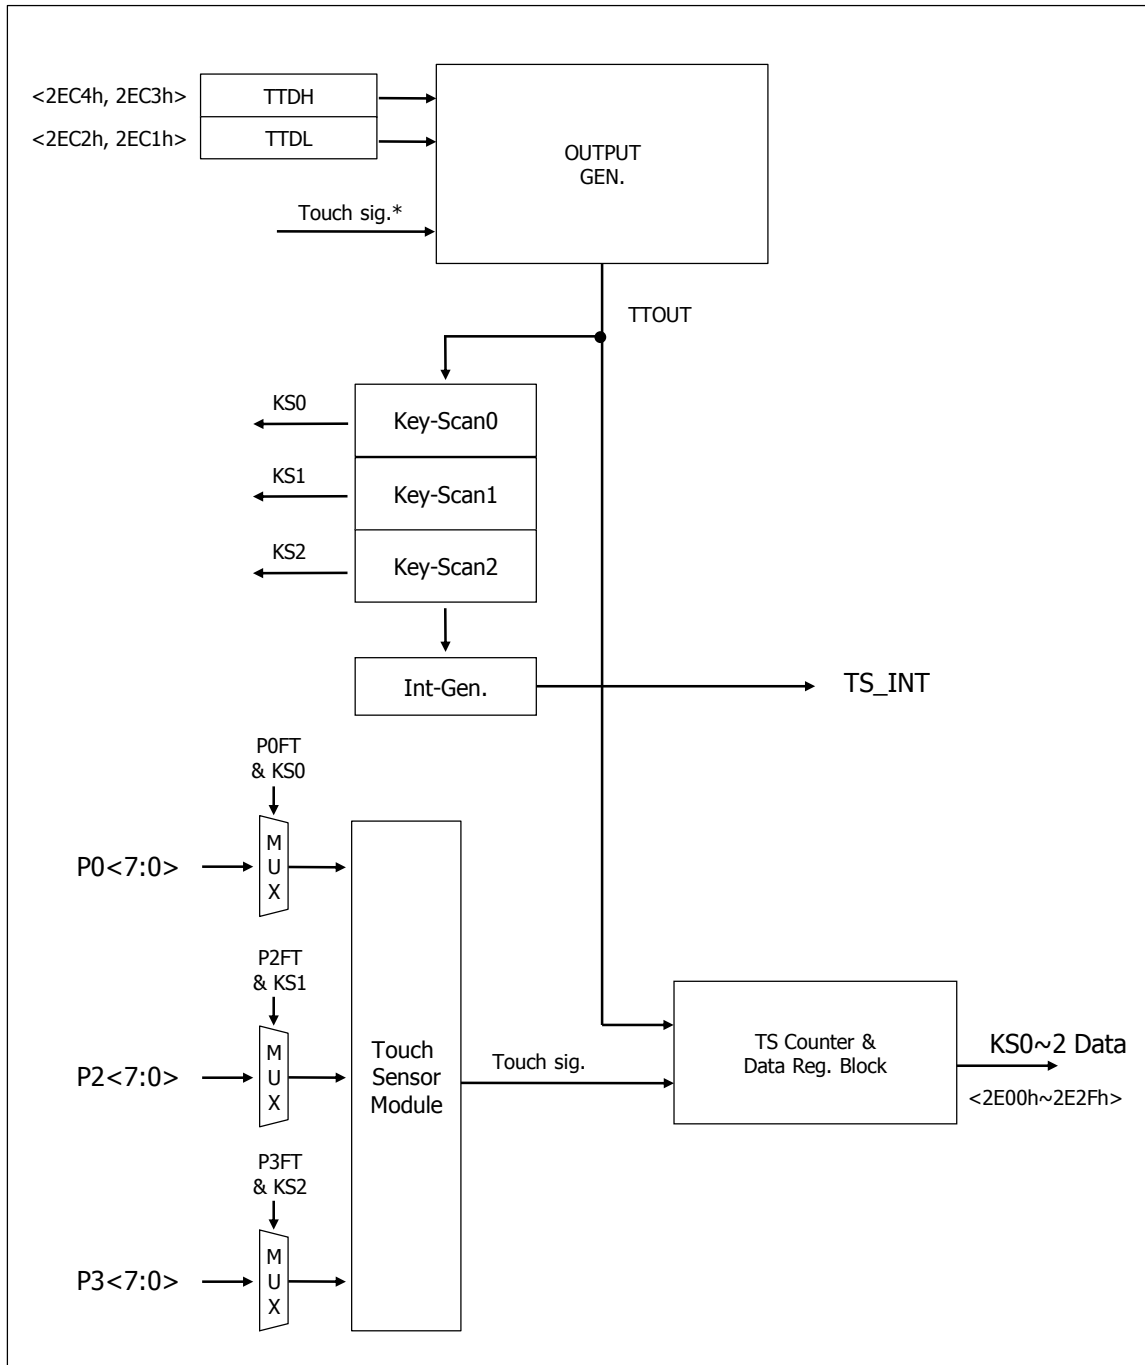 <2EC4h, 2EC3h>
TTDH
<2EC2h, 2EC1h>
TTDL
OUTPUT
GEN.
Touch sig.*
TTOUT
KS0
Key-Scan0
KS1
Key-Scan1
KS2
Key-Scan2
Int-Gen.
TS_INT
P0FT
& KS0
P0<7:0>
M
U
X
P2FT
& KS1
P2<7:0>
M
U
X
P3FT
& KS2
P3<7:0>
M
U
X
Touch
Sensor
Module
Touch sig.
TS Counter &
Data Reg. Block
KS0~2 Data
<2E00h~2E2Fh>